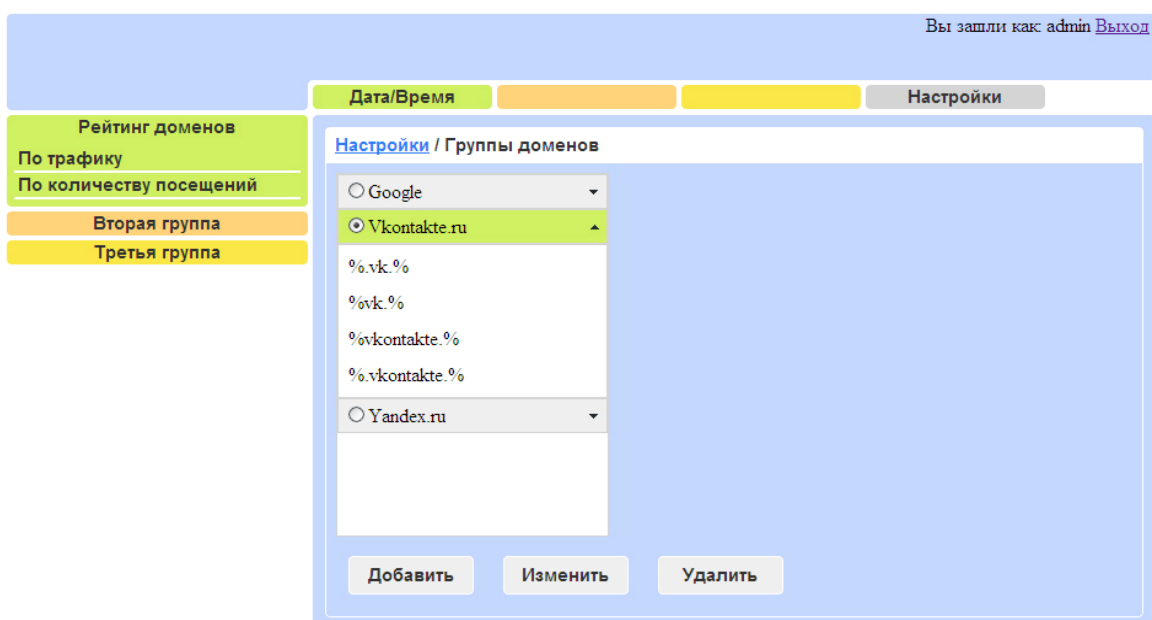 Вы зашли как: admin Выход
Дата/Время
Настройки
Рейтинг доменов
По трафику
По количеству посещений
Вторая группа
Третья группа
Настройки / Группы доменов
Google
Vkontakte.ru
%.vk.%
%vk.%
%vkontakte.%
%.vkontakte.%
Yandex.ru
Добавить
Изменить
Удалить